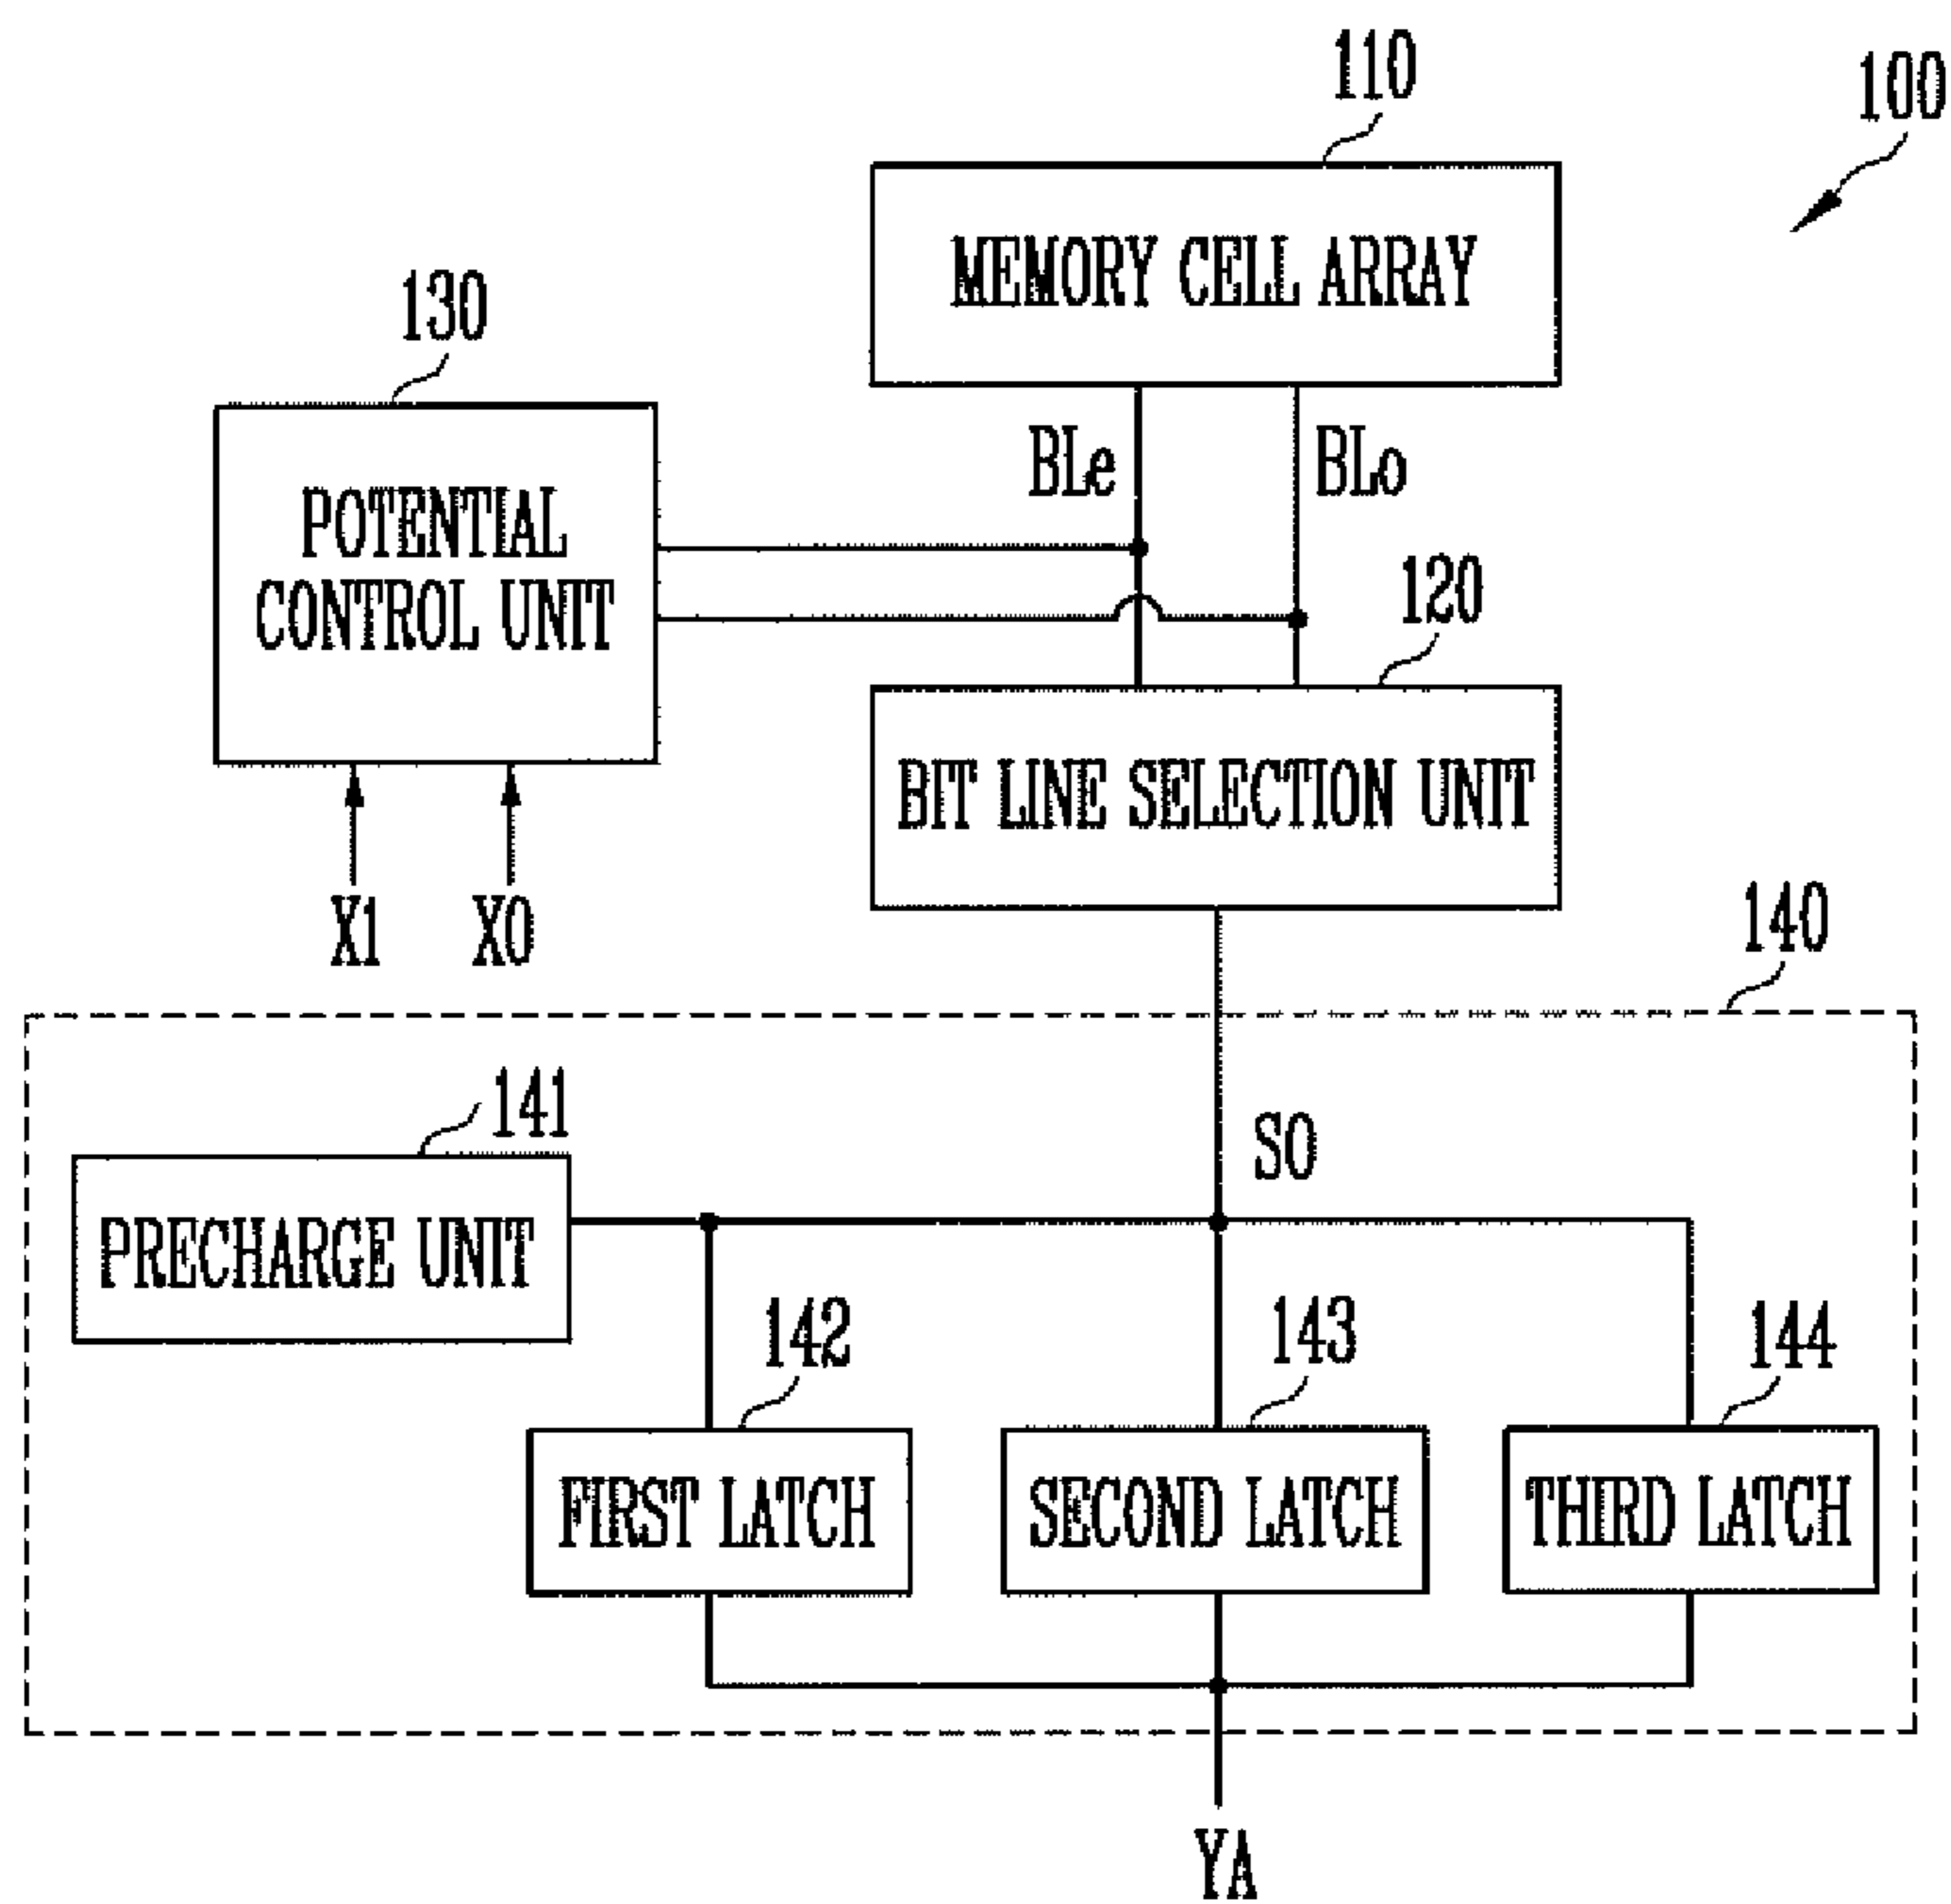 110
100
MEMORY CELL ARRAY
130
BLe
BLo
POTENTIAL
CONTROL UNIT
120
BIT LINE SELECTION UNIT
X1
X0
140
141
SO
PRECHARGE UNIT
142
143
144
FIRST LATCH
SECOND LATCH
THIRD LATCH
YA